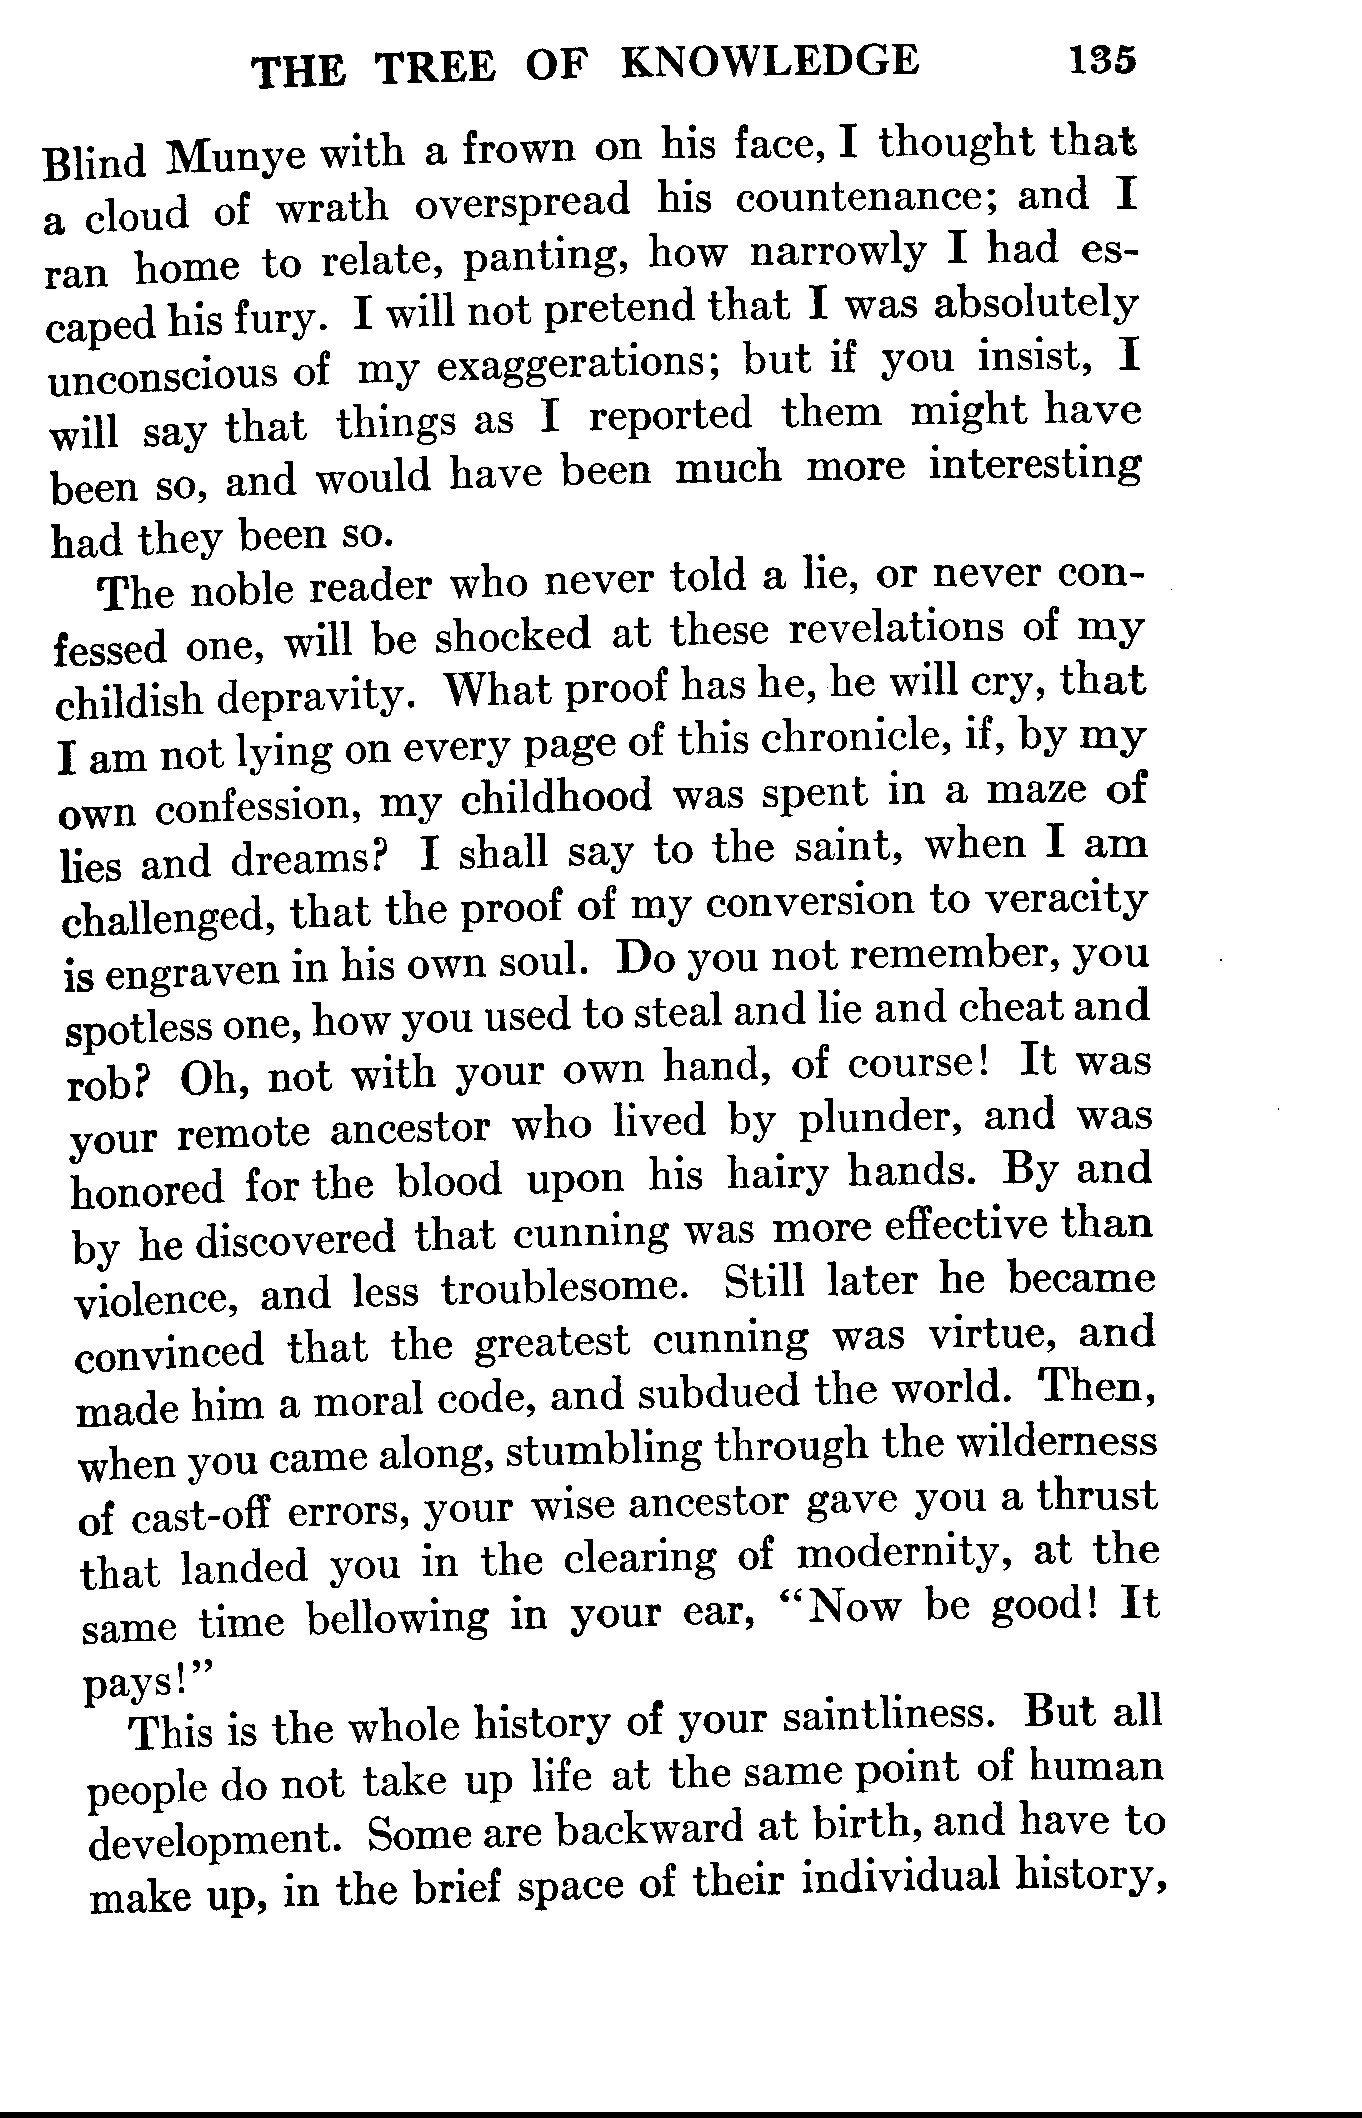 THE TREE OF KNOWLEDGE 135
Blind Munye with a frown on his face, I thought that
a cloud of wrath overspread his countenance; and I
ran home to relate, panting, how narrowly I had es-
caped his fury. I will not pretend that I was absolutely
unconscious of my exaggerations; but if you insist, I
will say that things as I reported them might have
been so, and would have been much more interesting
had they been so.
The noble reader who never told a lie, or never con-
fessed one, will be shocked at these revelations of my
childish depravity. What proof has he, he will cry, that
I am not lying on every page of this chronicle, if, by my
own confession, my childhood was spent in a maze of
lies and dreams? I shall say to the saint, when I am
challenged, that the proof of my conversion to veracity
is engraven in his own soul. Do you not remember, you
spotless one, how you used to steal and lie and cheat and
rob? Oh, not with your own hand, of course! It was
your remote ancestor who lived by plunder, and was
honored for the blood upon his hairy hands. By and
by he discovered that cunning was more effective than
violence, and less troublesome. Still later he became
convinced that the greatest cunning was virtue, and
made him a moral code, and subdued the world. Then,
when you came along, stumbling through the wilderness
of cast-off errors, your wise ancestor gave you a thrust
that landed you in the clearing of modernity, at the
same time bellowing in your ear, “Now be good! It
pays!”
This is the whole history of your saintliness. But all
people do not take up life at the same point of human
development. Some are backward at birth, and have to
make up, in the brief space of their individual history,